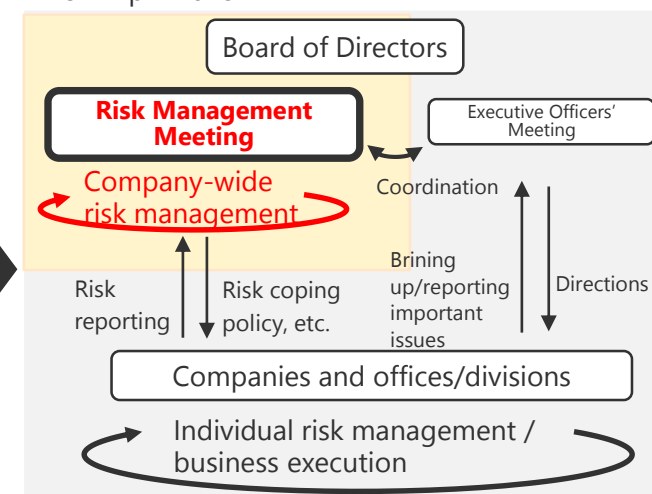 Board of Directors
Risk Management
Meeting
Executive Officers’
Meeting
Company-wide
risk management
Coordination
Risk
reporting
Risk coping
policy, etc.
Brining
up/reporting
important
issues
Directions
Companies and offices/divisions
Individual risk management /
business execution